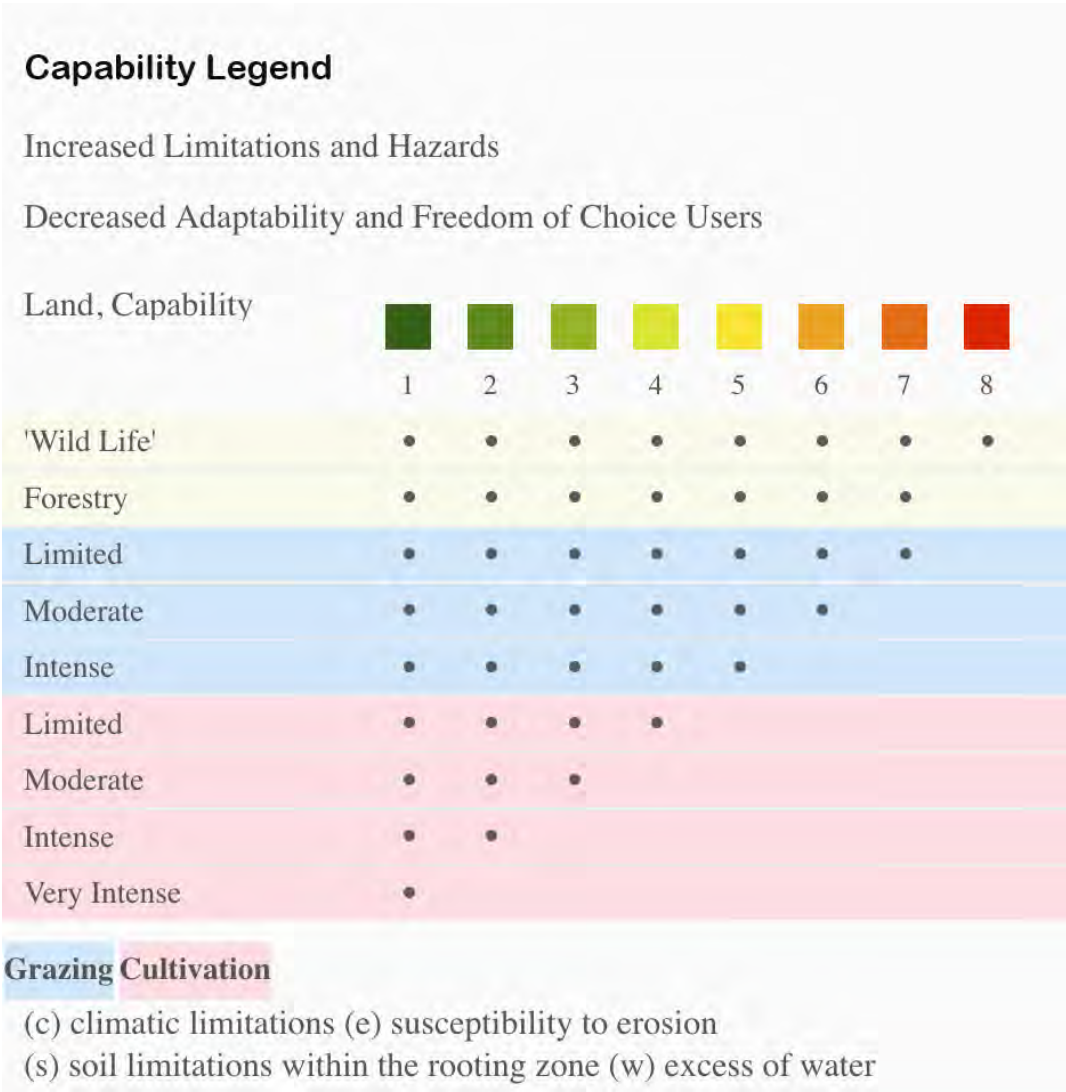 Capability Legend
Increased Limitations and Hazards
Decreased Adaptability and Freedom of Choice Users
Land, Capability
1 2 3 4 5 6 7 8
'Wild Life'
Forestry
Limited
Moderate
Intense
Limited
Moderate
Intense
Very Intense
Grazing Cultivation
(c) climatic limitations (e) susceptibility to erosion
(s) soil limitations within the rooting zone (w) excess of water